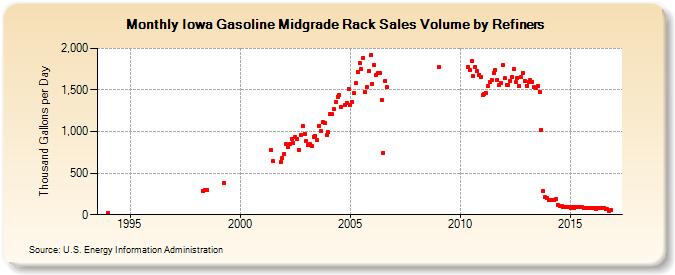 Monthly Iowa Gasoline Midgrade Rack Sales Volume by Refiners
Thousand Gallons per Day
2,000
1,500
1,000
500
0
1995 2000 2005 2010 2015
Source: U.S. Energy Information Administration